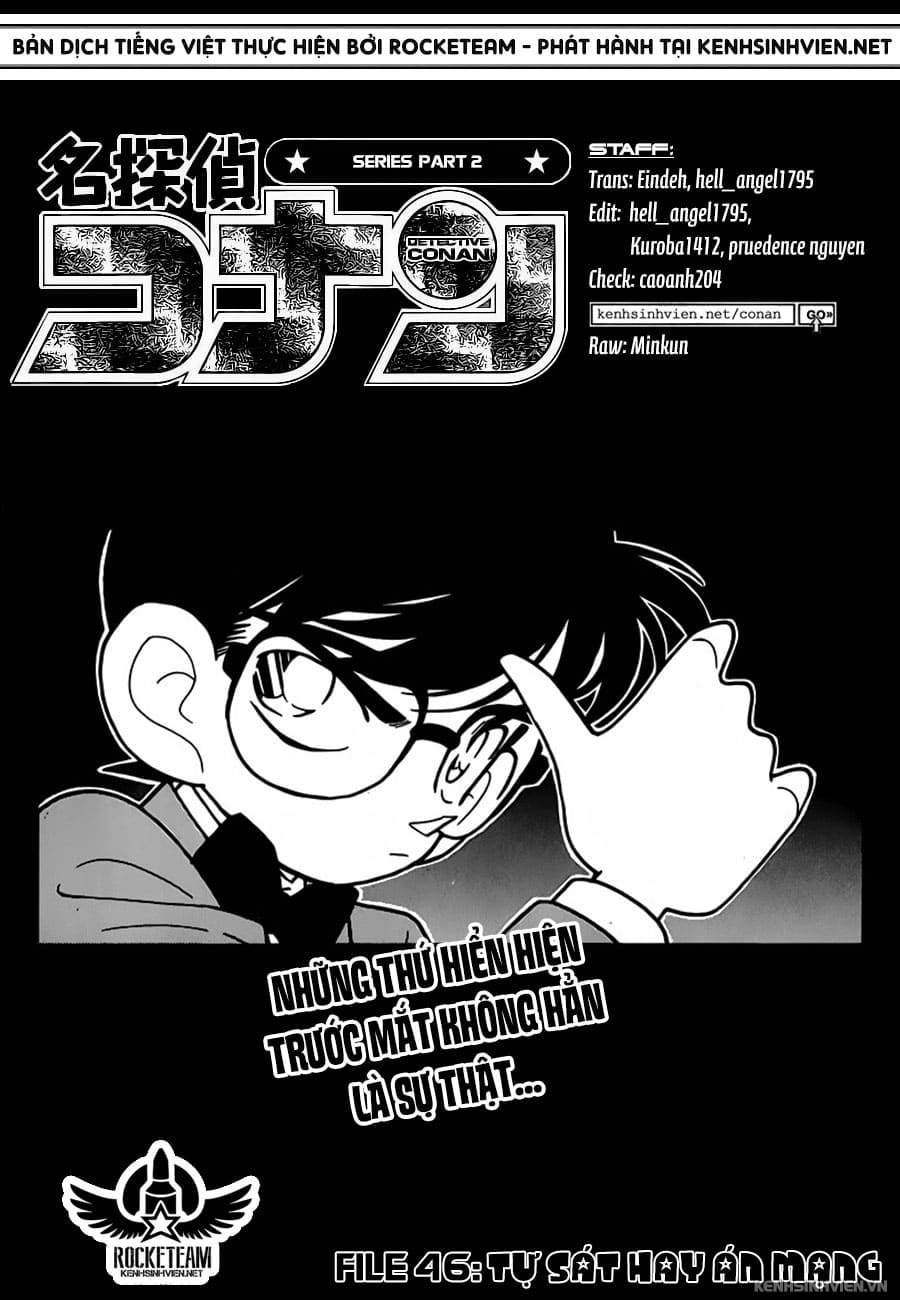 BẢN DỊCH TIẾNG VIỆT THỰC HIỆN BỞI ROCKETEAM - PHÁT HÀNH TẠI KENHSINHVIEN.NET
名探偵
SERIES PART 2
コナン
DETECTIVE
CONAN
STAFF:
Trans: Eindeh, hell_angel1795
Edit: hell_angel1795,
Kuroba1412, pruedence nguyen
Check: caoanh204
kenhsinhvien.net/conan GO»
Raw: Minkun
NHỮNG THỨ HIỂN HIỆN
TRƯỚC MẮT KHÔNG HẲN
LÀ SỰ THẬT...
ROCKETEAM
KENHSINHVIEN.NET
FILE 46: TỰ SÁT HAY ÁN MẠNG
KENHSINHVIEN.VN